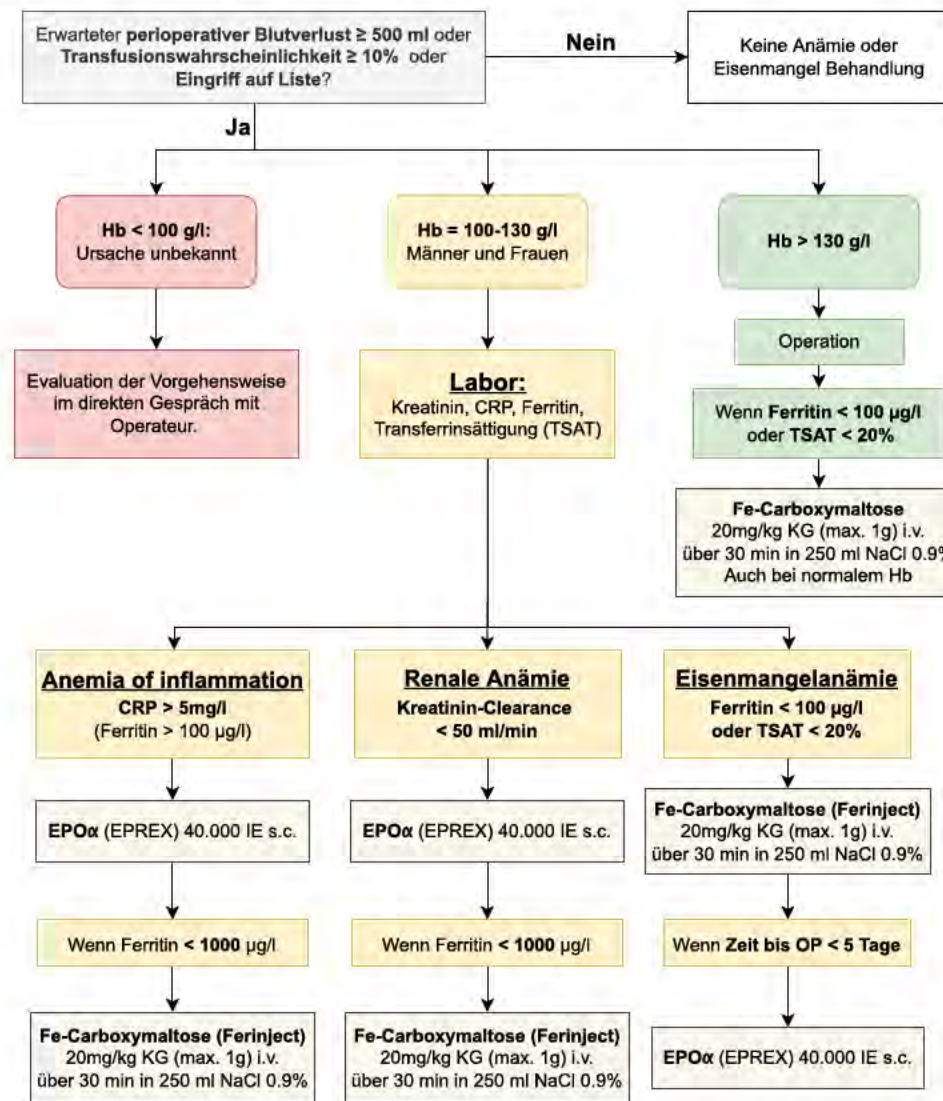 Erwarteter perioperativer Blutverlust ≥ 500 ml oder
Transfusionswahrscheinlichkeit ≥ 10% oder
Eingriff auf Liste?
Nein
Keine Anämie oder
Eisenmangel Behandlung
Ja
Hb < 100 g/l:
Ursache unbekannt
Hb = 100-130 g/l
Männer und Frauen
Hb > 130 g/l
Evaluation der Vorgehensweise
im direkten Gespräch mit
Operateur.
Labor:
Kreatinin, CRP, Ferritin,
Transferrinsättigung (TSAT)
Operation
Wenn Ferritin < 100 µg/l
oder TSAT < 20%
Fe-Carboxymaltose
20mg/kg KG (max. 1g) i.v.
über 30 min in 250 ml NaCl 0.9%
Auch bei normalem Hb
Anemia of inflammation
CRP > 5mg/l
(Ferritin > 100 µg/l)
Renale Anämie
Kreatinin-Clearance
< 50 ml/min
Eisenmangelanämie
Ferritin < 100 µg/l
oder TSAT < 20%
EPOα (EPREX) 40.000 IE s.c.
EPOα (EPREX) 40.000 IE s.c.
Fe-Carboxymaltose (Ferinject)
20mg/kg KG (max. 1g) i.v.
über 30 min in 250 ml NaCl 0.9%
Wenn Ferritin < 1000 µg/l
Wenn Ferritin < 1000 µg/l
Wenn Zeit bis OP < 5 Tage
Fe-Carboxymaltose (Ferinject)
20mg/kg KG (max. 1g) i.v.
über 30 min in 250 ml NaCl 0.9%
Fe-Carboxymaltose (Ferinject)
20mg/kg KG (max. 1g) i.v.
über 30 min in 250 ml NaCl 0.9%
EPOα (EPREX) 40.000 IE s.c.